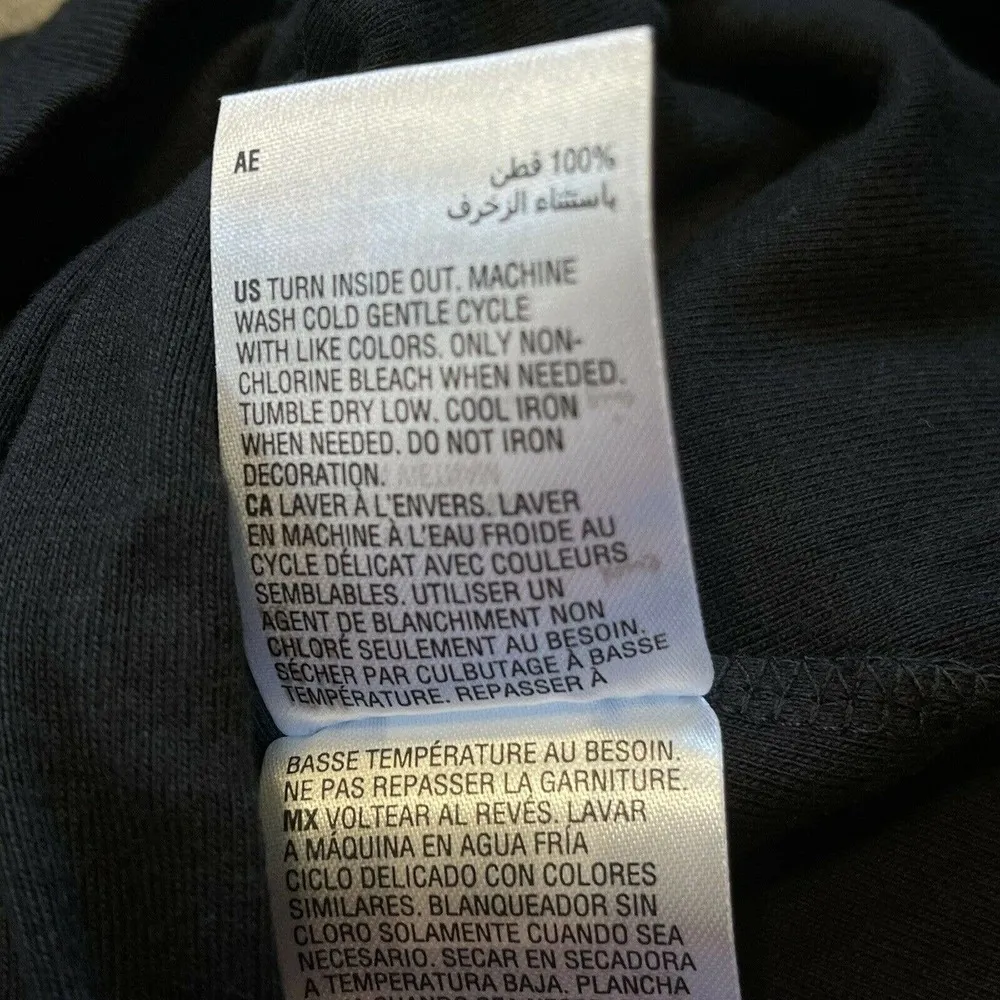 AE
100% قطن
باستثناء الزخرف
US TURN INSIDE OUT. MACHINE
WASH COLD GENTLE CYCLE
WITH LIKE COLORS. ONLY NON-
CHLORINE BLEACH WHEN NEEDED.
TUMBLE DRY LOW. COOL IRON
WHEN NEEDED. DO NOT IRON
DECORATION.
CA LAVER À L'ENVERS. LAVER
EN MACHINE À L'EAU FROIDE AU
CYCLE DÉLICAT AVEC COULEURS
SEMBLABLES. UTILISER UN
AGENT DE BLANCHIMENT NON
CHLORÉ SEULEMENT AU BESOIN.
SÉCHER PAR CULBUTAGE À BASSE
TEMPÉRATURE. REPASSER À
BASSE TEMPÉRATURE AU BESOIN.
NE PAS REPASSER LA GARNITURE.
MX VOLTEAR AL REVÉS. LAVAR
A MÁQUINA EN AGUA FRÍA
CICLO DELICADO CON COLORES
SIMILARES. BLANQUEADOR SIN
CLORO SOLAMENTE CUANDO SEA
NECESARIO. SECAR EN SECADORA
A TEMPERATURA BAJA. PLANCHA